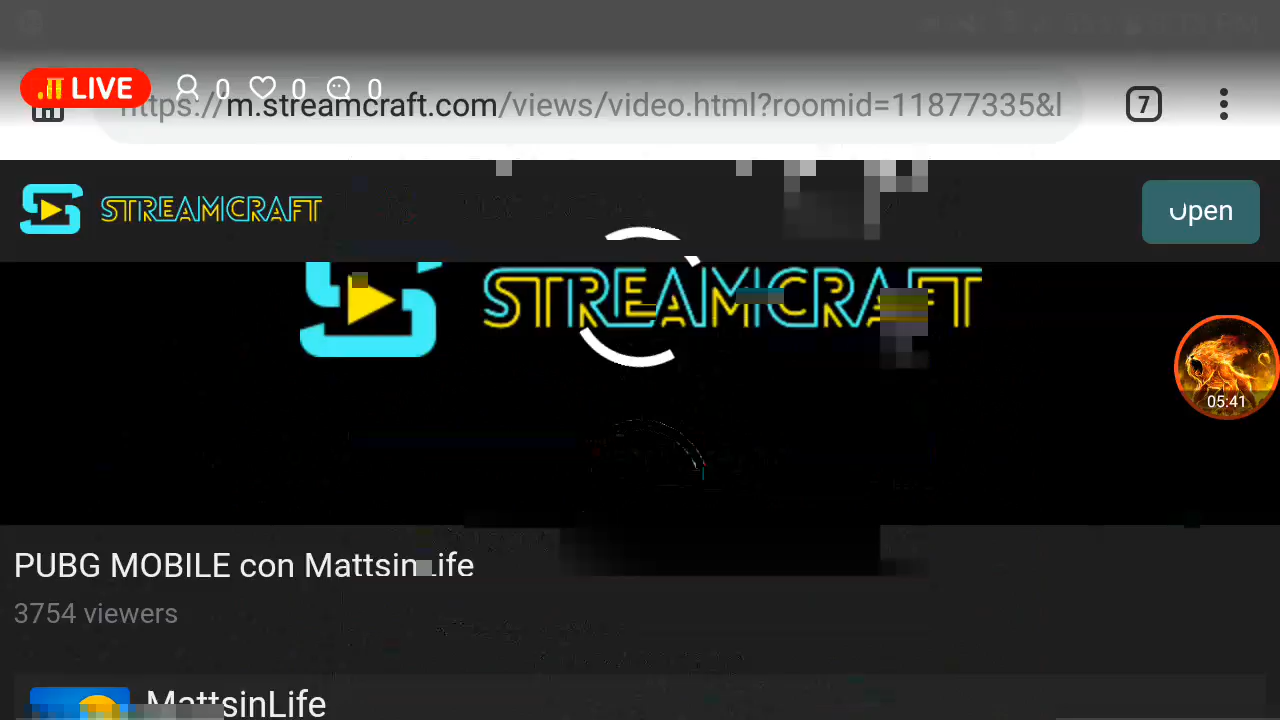 LIVE 0 0 0
https://m.streamcraft.com/views/video.html?roomid=11877335&l
7
STREAMCRAFT
Open
STREAMCRAFT
05:41
PUBG MOBILE con MattsinLife
3754 viewers
MattsinLife